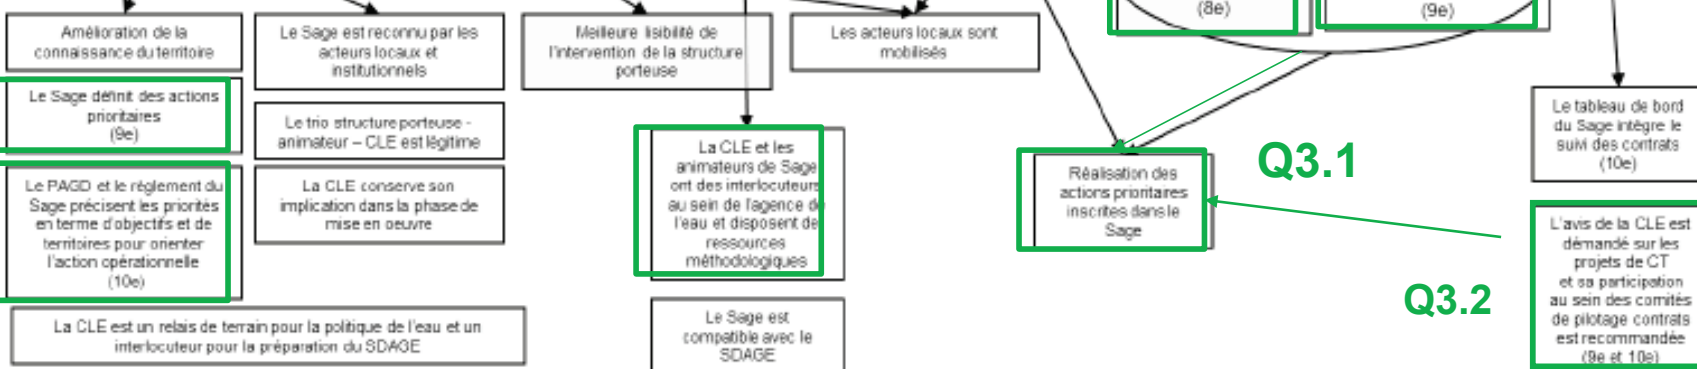 (8e)
(9e)
Amélioration de la
connaissance du territoire
Le Sage est reconnu par les
acteurs locaux et
institutionnels
Meilleure lisibilité de
l'intervention de la structure
porteuse
Les acteurs locaux sont
mobilisés
Le Sage définit des actions
prioritaires
(9e)
Le trio structure porteuse -
animateur – CLE est légitime
La CLE et les
animateurs de Sage
ont des interlocuteurs
au sein de l'agence de
l'eau et disposent de
ressources
méthodologiques
Réalisation des
actions prioritaires
inscrites dans le
Sage
Q3.1
Le tableau de bord
du Sage intègre le
suivi des contrats
(10e)
Le PAGD et le règlement du
Sage précisent les priorités
en terme d'objectifs et de
territoires pour orienter
l'action opérationnelle
(10e)
La CLE conserve son
implication dans la phase de
mise en oeuvre
L'avis de la CLE est
démandé sur les
projets de CT
et sa participation
au sein des comités
de pilotage contrats
est recommandée
(9e et 10e)
Q3.2
La CLE est un relais de terrain pour la politique de l'eau et un
interlocuteur pour la préparation du SDAGE
Le Sage est
compatible avec le
SDAGE